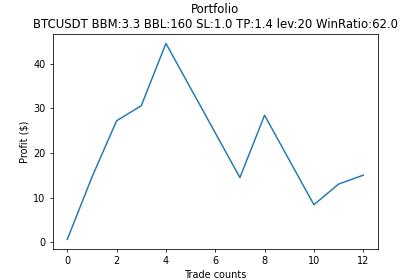 Portfolio
BTCUSDT BBM:3.3 BBL:160 SL:1.0 TP:1.4 lev:20 WinRatio:62.0
Profit ($)
40
30
20
10
0
0 2 4 6 8 10 12
Trade counts